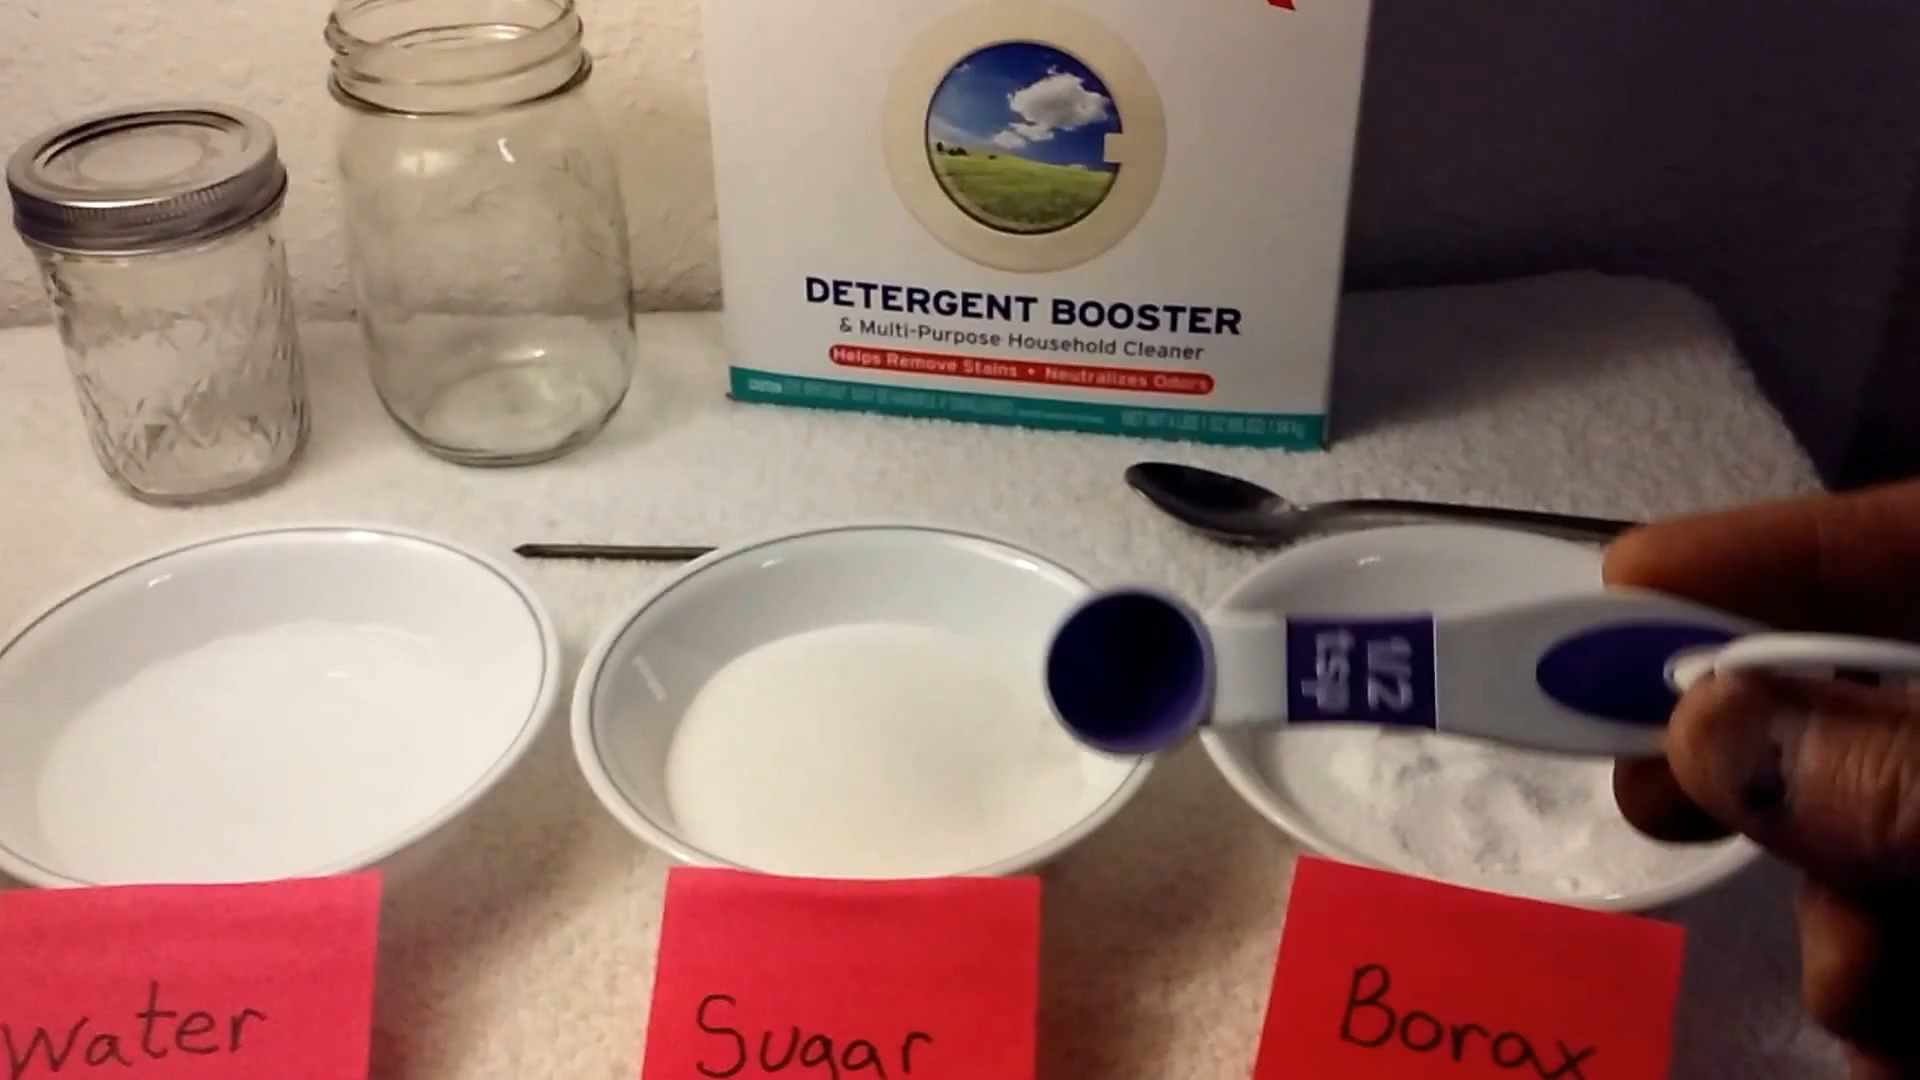 DETERGENT BOOSTER
& Multi-Purpose Household Cleaner
Helps Remove Stains • Neutralizes Odors
1/2
tsp
Water
Sugar
Borax